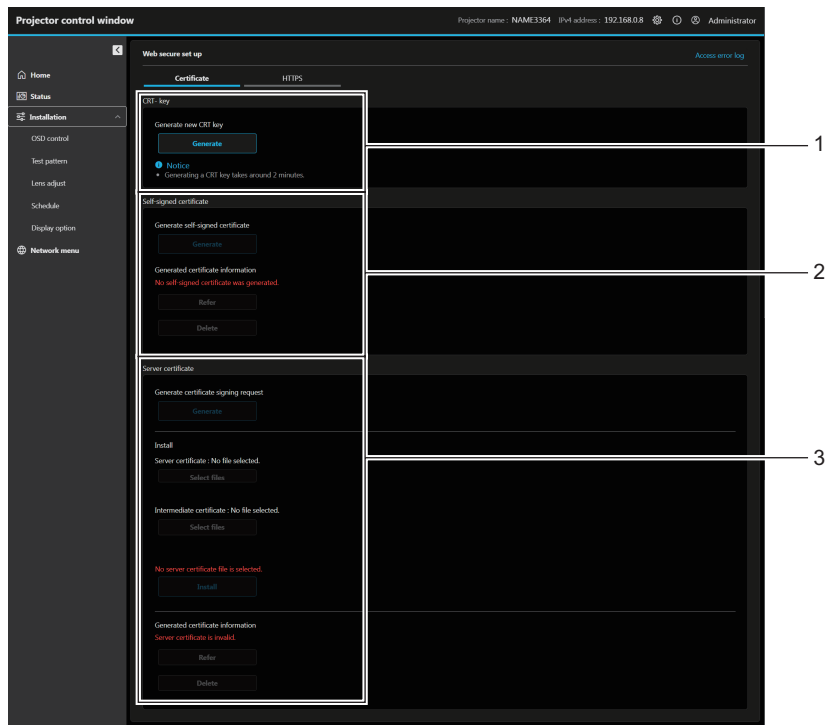 Projector control window
Projector name : NAME3364 IPv4 address : 192.168.0.8 Administrator
Home
Status
Installation
OSD control
Test pattern
Lens adjust
Schedule
Display option
Network menu
Web secure set up
Access error log
Certificate HTTPS
CRT- key
Generate new CRT key
Generate
Notice
• Generating a CRT key takes around 2 minutes.
1
Self-signed certificate
Generate self-signed certificate
Generate
Generated certificate information
No self-signed certificate was generated.
Refer
Delete
2
Server certificate
Generate certificate signing request
Generate
Install
Server certificate : No file selected.
Select files
Intermediate certificate : No file selected.
Select files
No server certificate file is selected.
Install
Generated certificate information
Server certificate is invalid.
Refer
Delete
3